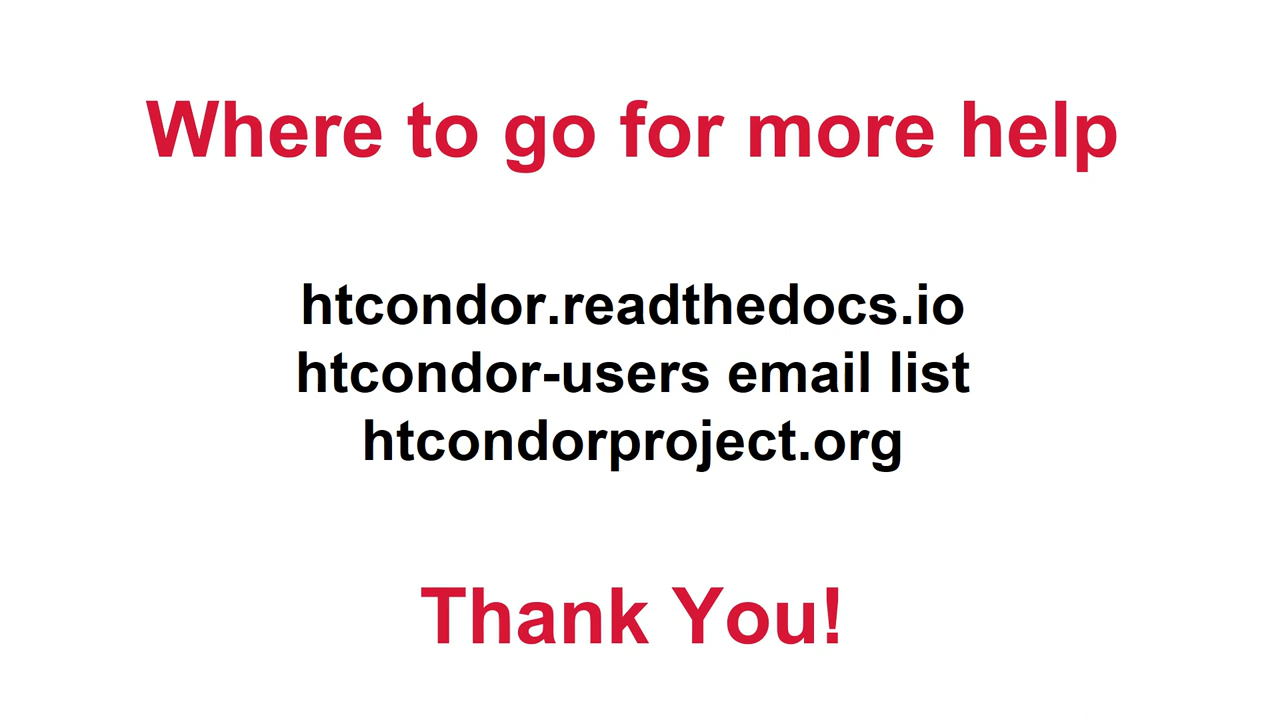 Where to go for more help
htcondor.readthedocs.io
htcondor-users email list
htcondorproject.org
Thank You!